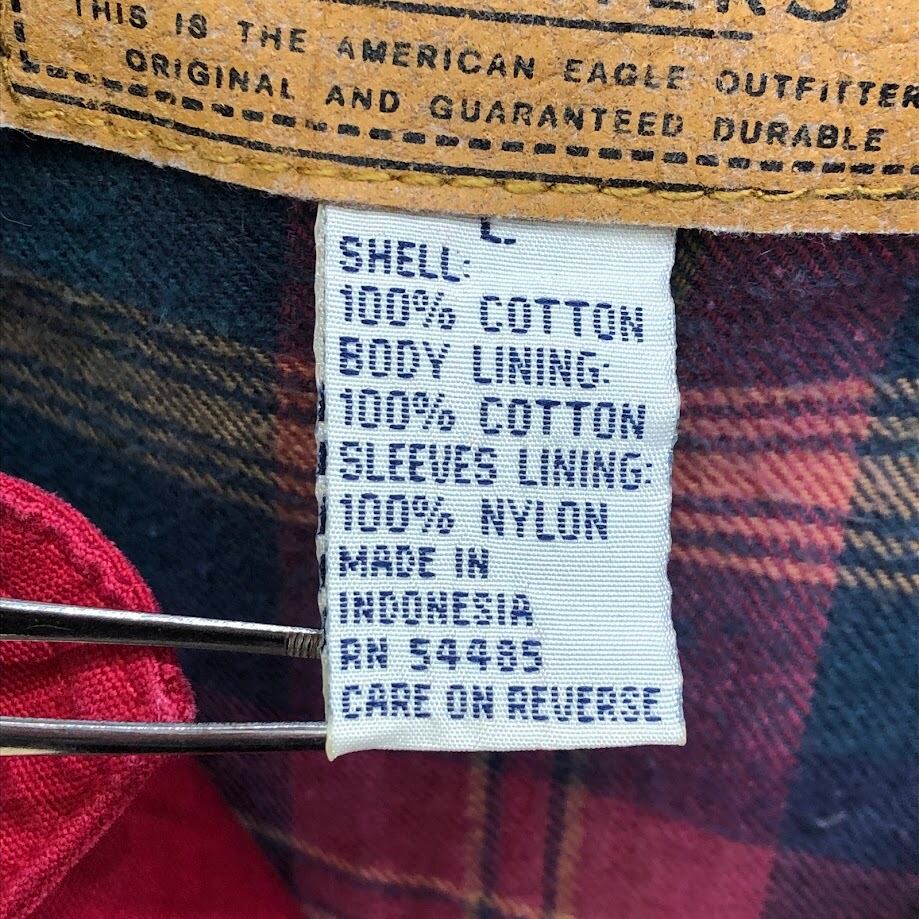 THIS IS THE AMERICAN EAGLE OUTFITTER
ORIGINAL AND GUARANTEED DURABLE
L
SHELL:
100% COTTON
BODY LINING:
100% COTTON
SLEEVES LINING:
100% NYLON
MADE IN
INDONESIA
RN 54485
CARE ON REVERSE